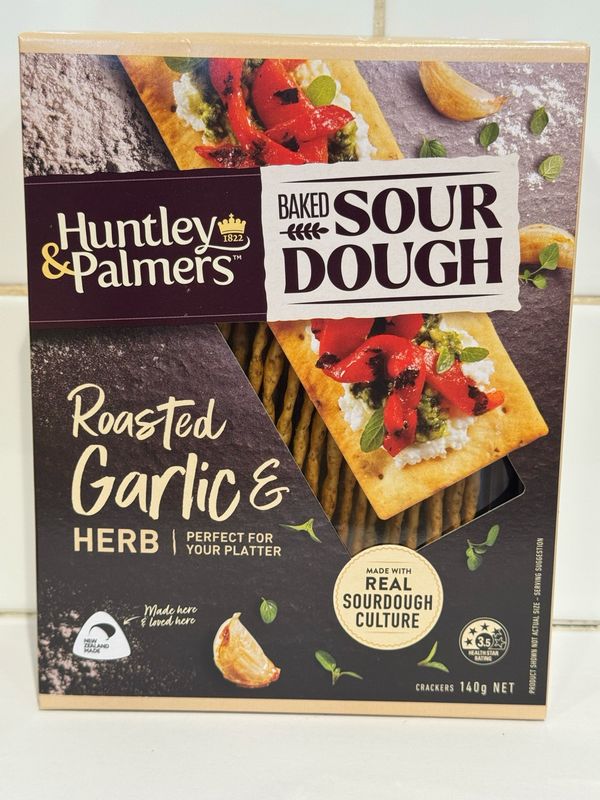 Huntley
1822
& Palmers™
BAKED SOUR
DOUGH
Roasted
Garlic &
HERB | PERFECT FOR
YOUR PLATTER
MADE WITH
REAL
SOURDOUGH
CULTURE
Made here
& loved here
NEW
ZEALAND
MADE
3.5
HEALTH STAR
RATING
CRACKERS 140g NET
PRODUCT SHOWN NOT ACTUAL SIZE - SERVING SUGGESTION